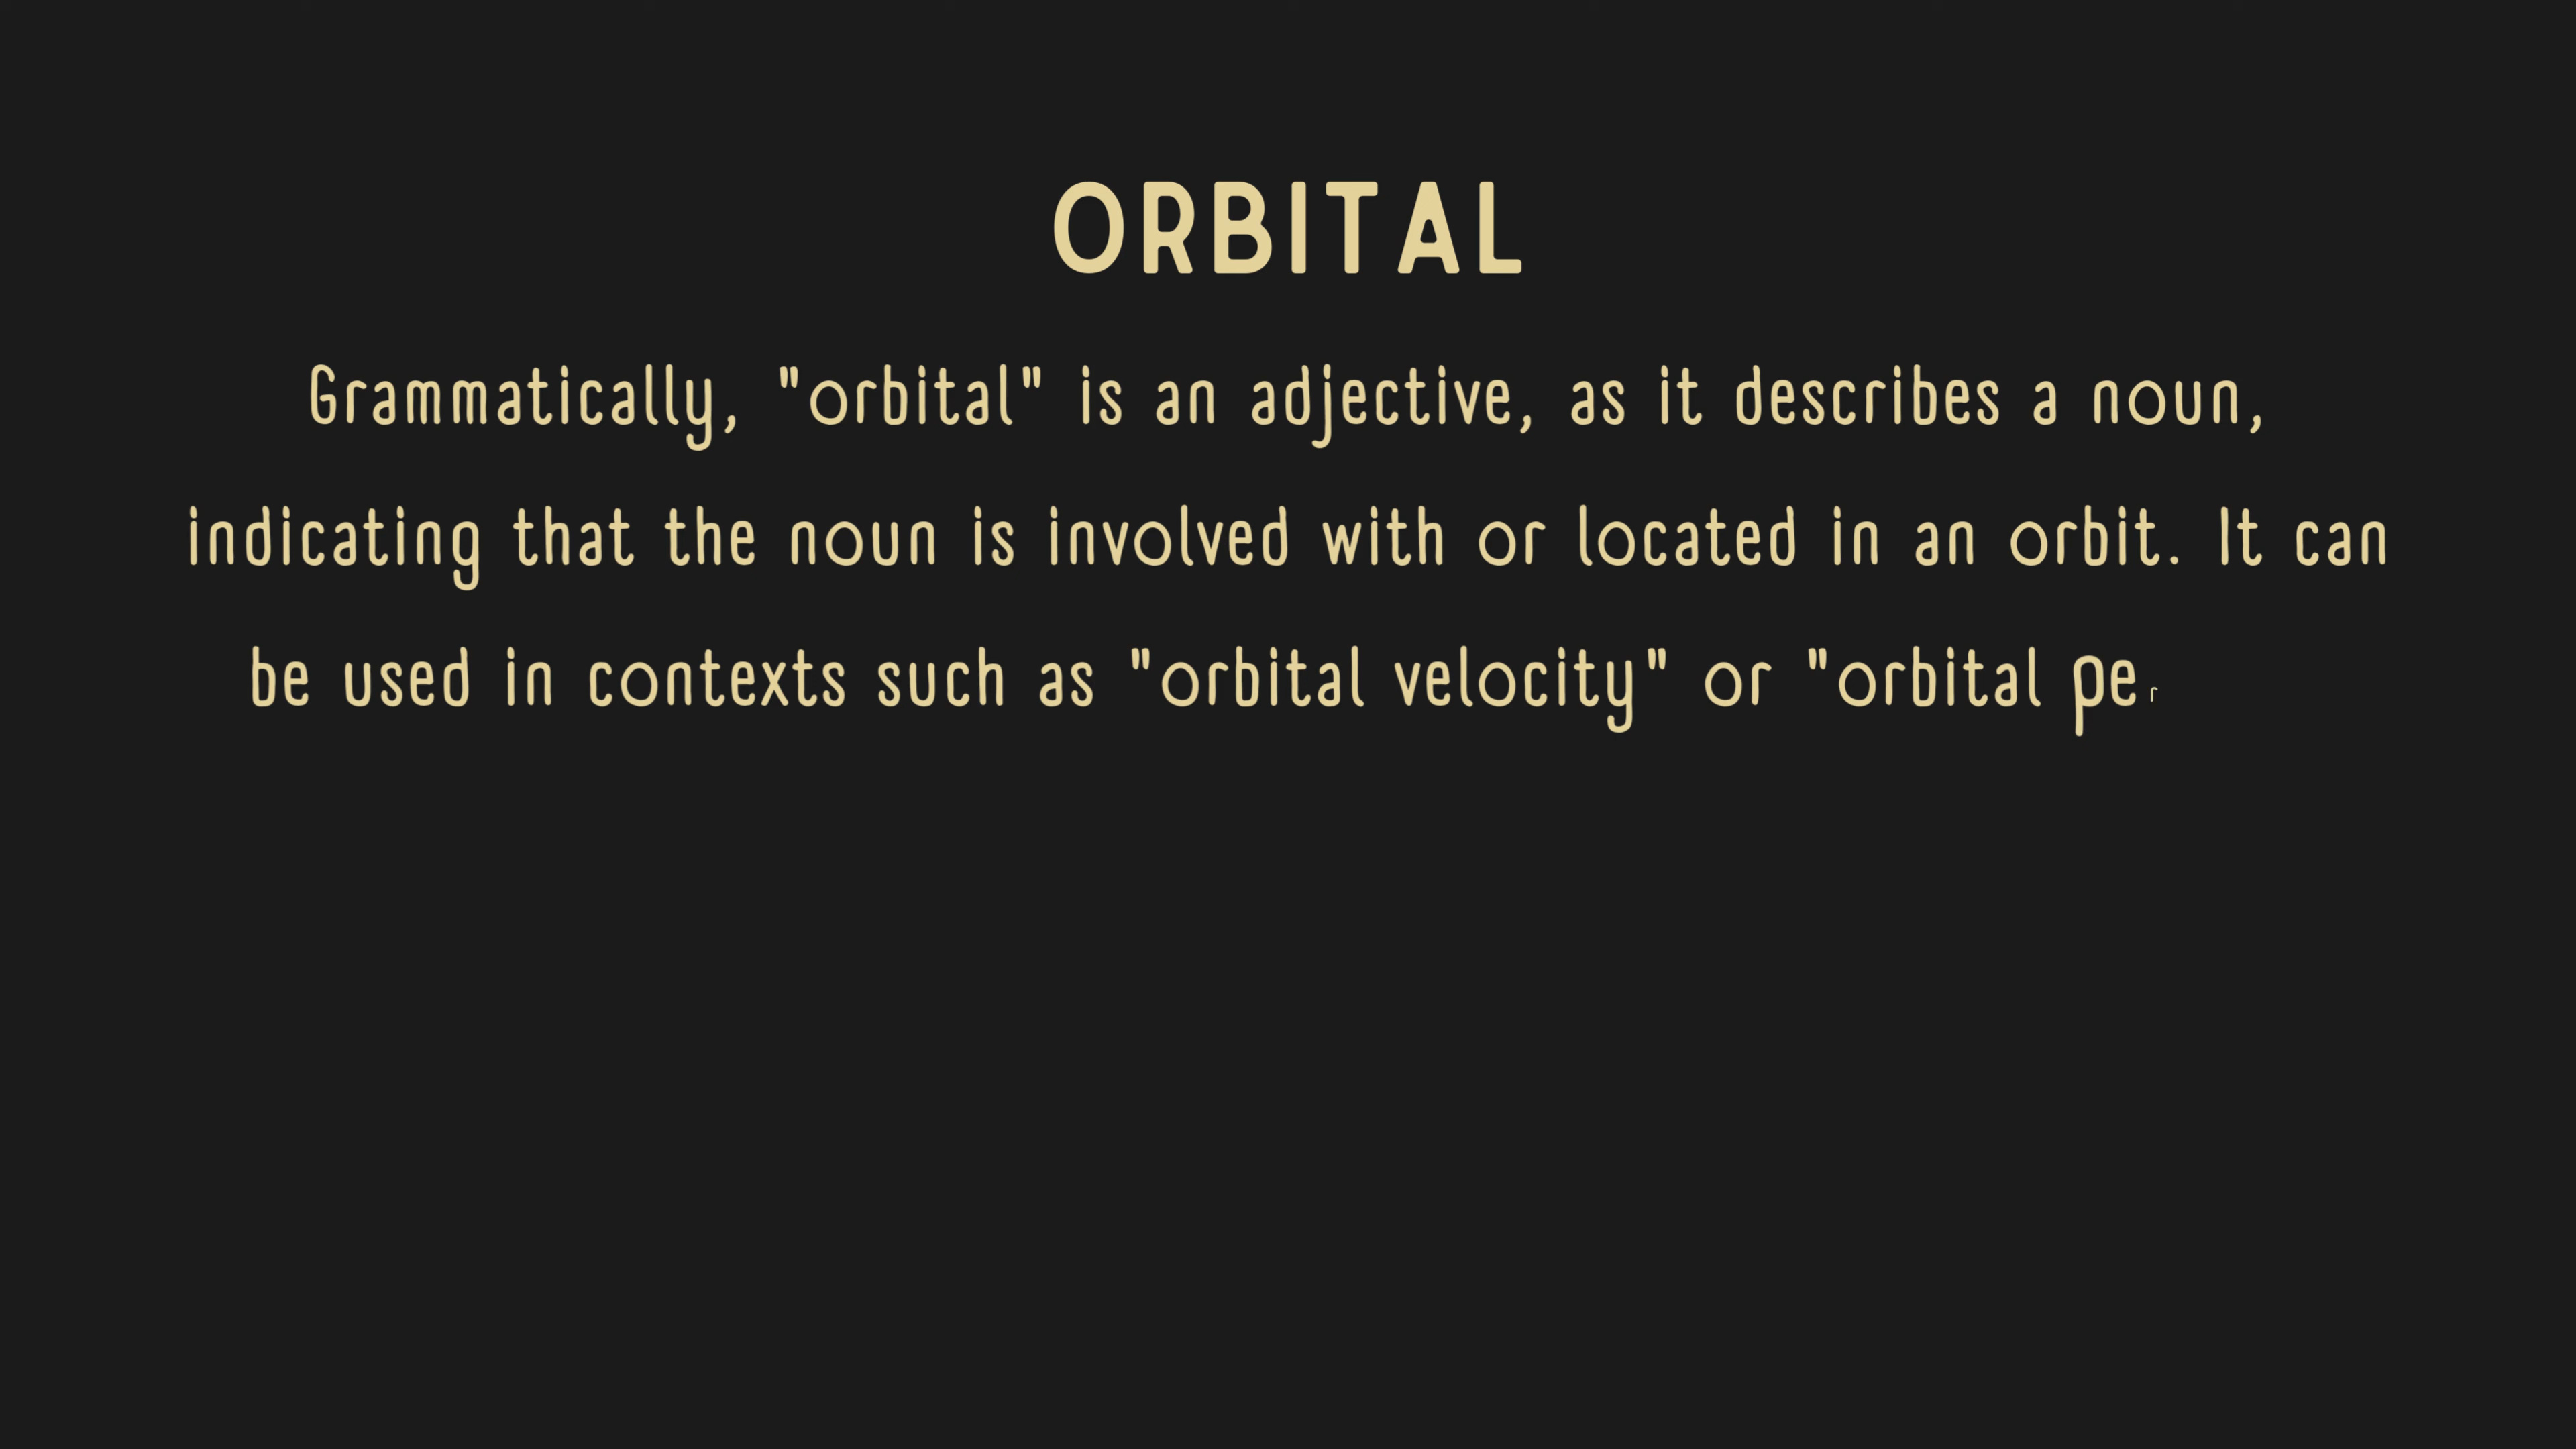 ORBITAL
Grammatically, "orbital" is an adjective, as it describes a noun,
indicating that the noun is involved with or located in an orbit. It can
be used in contexts such as "orbital velocity" or "orbital per